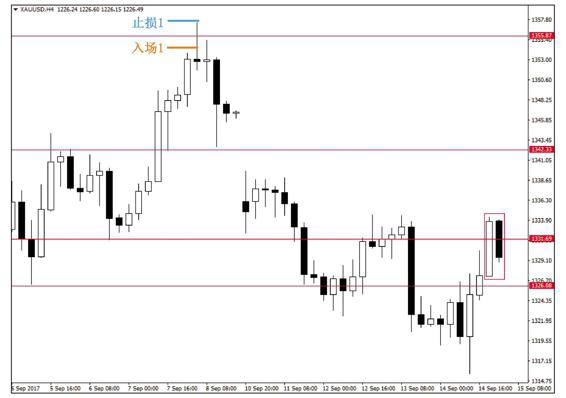 XAUUSD,H4 1226.24 1226.60 1226.15 1226.49
止损1
入场1
1357.80
1355.87
1355.40
1353.00
1350.60
1348.25
1345.85
1343.45
1342.33
1341.05
1338.65
1336.30
1333.90
1331.69
1329.10
1326.70
1326.08
1324.35
1321.95
1319.55
1317.15
1314.75
5 Sep 2017
5 Sep 16:00
6 Sep 08:00
7 Sep 00:00
7 Sep 16:00
8 Sep 08:00
10 Sep 20:00
11 Sep 08:00
12 Sep 00:00
12 Sep 16:00
13 Sep 08:00
14 Sep 00:00
14 Sep 16:00
15 Sep 08:00